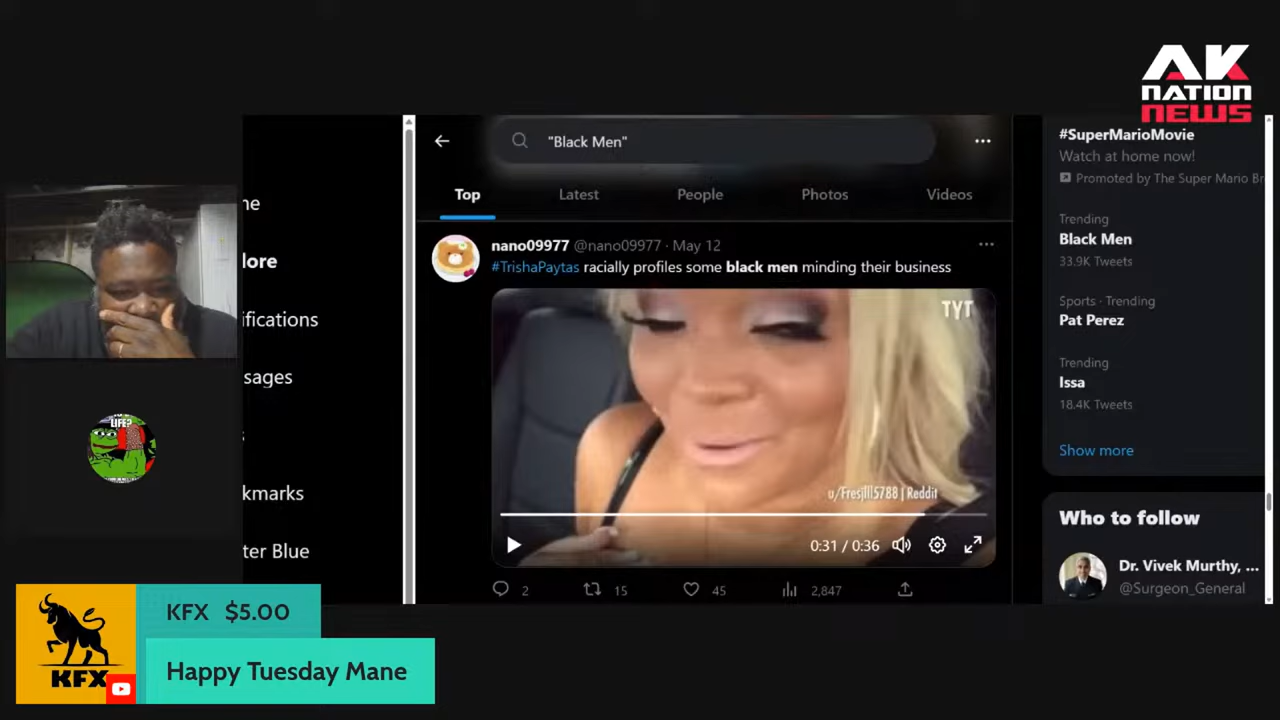 AK
NATION
NEWS
"Black Men"
Top
Latest
People
Photos
Videos
nano09977 @nano09977 · May 12
#TrishaPaytas racially profiles some black men minding their business
TYT
u/Fresjlll5788 | Reddit
0:31 / 0:36
2
15
45
2,847
ne
lore
ifications
sages
s
kmarks
ter Blue
#SuperMarioMovie
Watch at home now!
Promoted by The Super Mario Br
Trending
Black Men
33.9K Tweets
Sports · Trending
Pat Perez
Trending
Issa
18.4K Tweets
Show more
Who to follow
Dr. Vivek Murthy, ...
@Surgeon_General
LIFE?
KFX
KFX $5.00
Happy Tuesday Mane